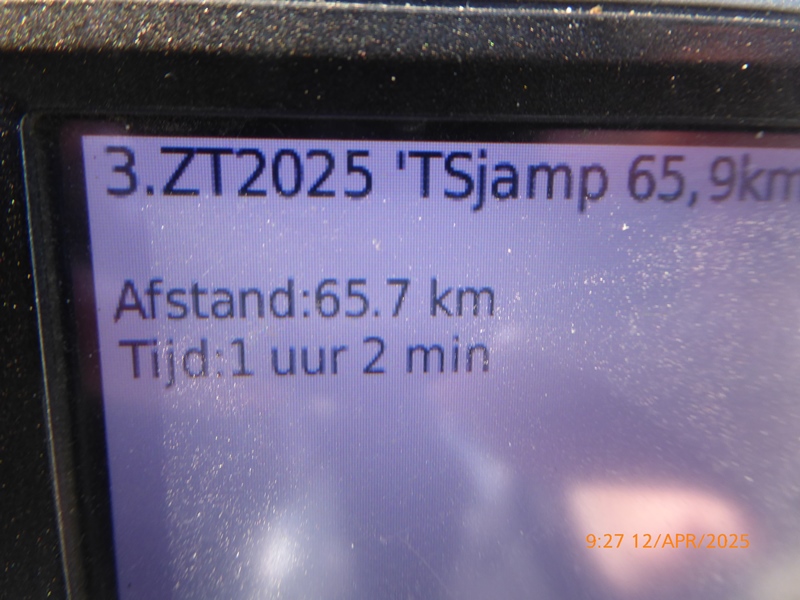 3.ZT2025 'TSjamp 65,9km
Afstand:65.7 km
Tijd:1 uur 2 min
9:27 12/APR/2025